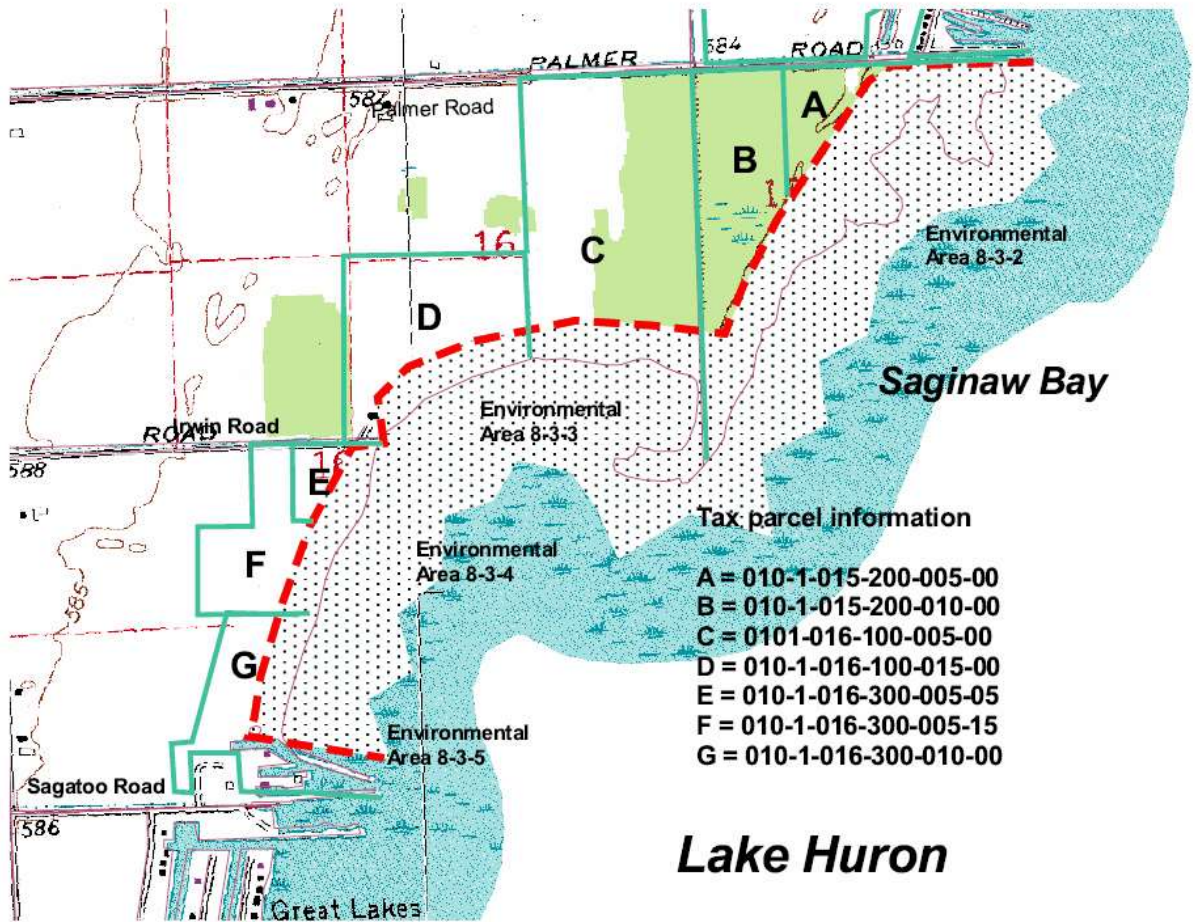 584
PALMER ROAD
587
Palmer Road
A
B
C
16
Environmental
Area 8-3-2
D
Saginaw Bay
Environmental
Area 8-3-3
Irwin Road
ROAD
588
E
Tax parcel information
F
Environmental
Area 8-3-4
A = 010-1-015-200-005-00
B = 010-1-015-200-010-00
C = 0101-016-100-005-00
D = 010-1-016-100-015-00
E = 010-1-016-300-005-05
F = 010-1-016-300-005-15
G = 010-1-016-300-010-00
585
G
Environmental
Area 8-3-5
Sagatoo Road
586
Lake Huron
Great Lakes